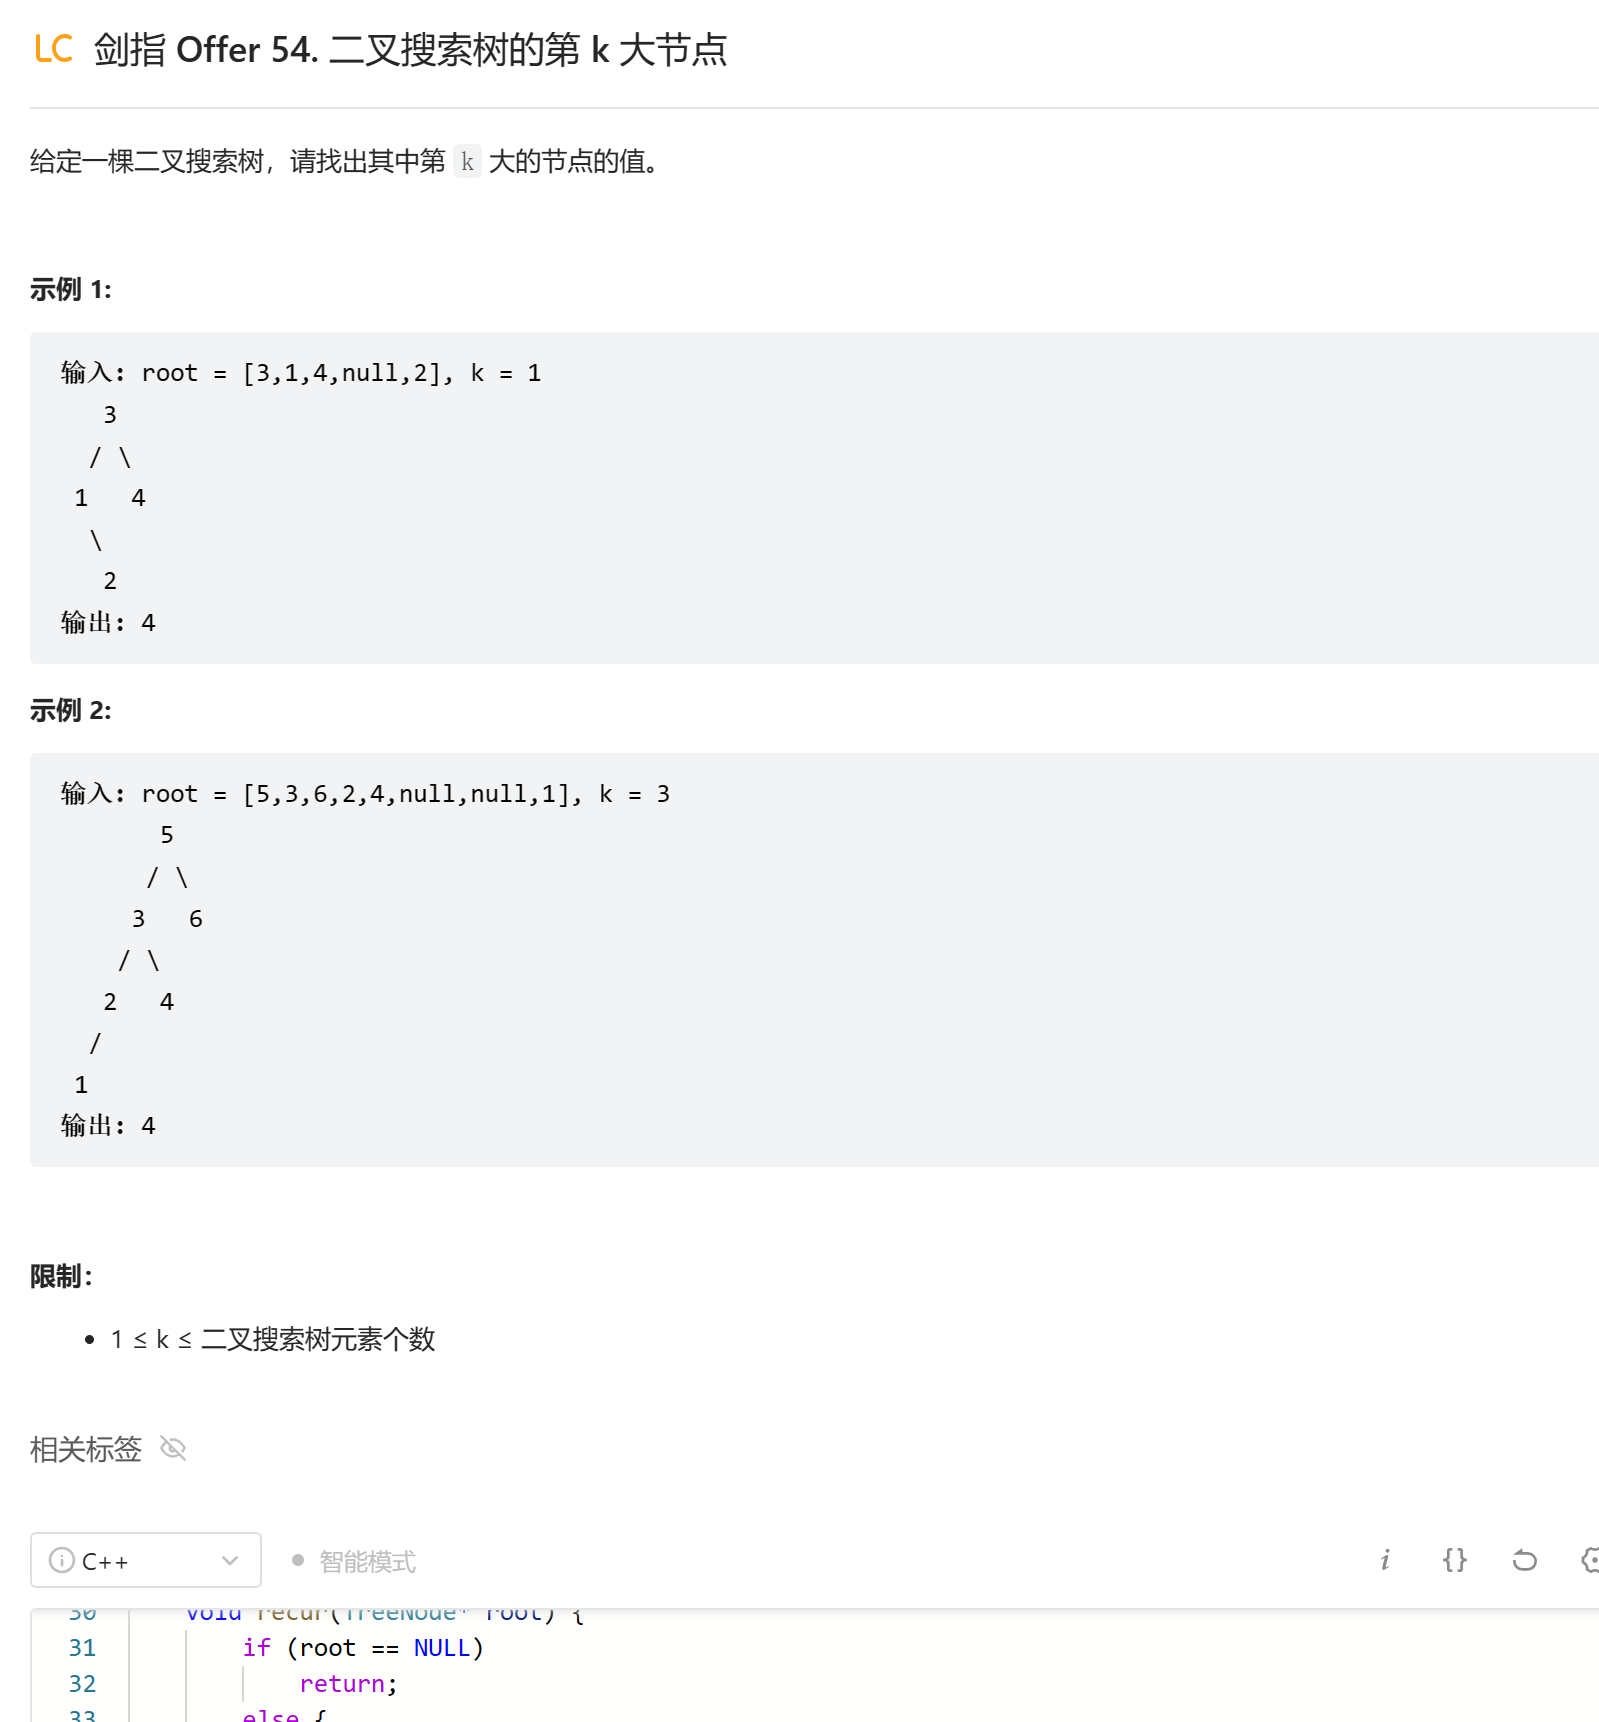 LC 剑指 Offer 54. 二叉搜索树的第 k 大节点
给定一棵二叉搜索树，请找出其中第 k 大的节点的值。
示例 1:
输入: root = [3,1,4,null,2], k = 1
   3
  / \
 1   4
  \
   2
输出: 4
示例 2:
输入: root = [5,3,6,2,4,null,null,1], k = 3
       5
      / \
     3   6
    / \
   2   4
  /
 1
输出: 4
限制：
• 1 ≤ k ≤ 二叉搜索树元素个数
相关标签
i C++ 智能模式 i {}
30 void recur(TreeNode* root) {
31 if (root == NULL)
32 return;
33 else {